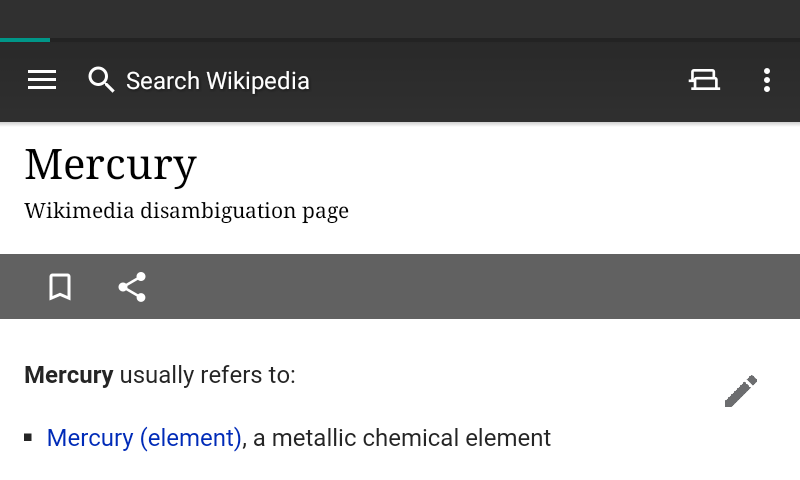 Search Wikipedia
Mercury
Wikimedia disambiguation page
Mercury usually refers to:
Mercury (element), a metallic chemical element